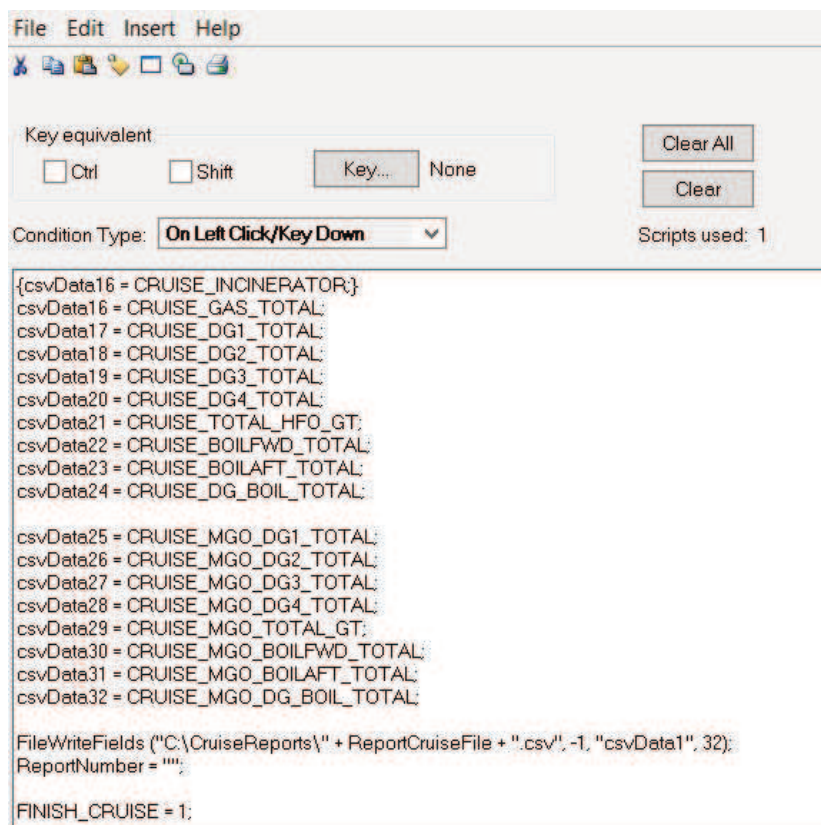 File Edit Insert Help
Key equivalent
Ctrl Shift Key... None
Clear All
Clear
Condition Type: On Left Click/Key Down
Scripts used: 1
{csvData16 = CRUISE_INCINERATOR;}
csvData16 = CRUISE_GAS_TOTAL;
csvData17 = CRUISE_DG1_TOTAL;
csvData18 = CRUISE_DG2_TOTAL;
csvData19 = CRUISE_DG3_TOTAL;
csvData20 = CRUISE_DG4_TOTAL;
csvData21 = CRUISE_TOTAL_HFO_GT;
csvData22 = CRUISE_BOILFWD_TOTAL;
csvData23 = CRUISE_BOILAFT_TOTAL;
csvData24 = CRUISE_DG_BOIL_TOTAL;
csvData25 = CRUISE_MGO_DG1_TOTAL;
csvData26 = CRUISE_MGO_DG2_TOTAL;
csvData27 = CRUISE_MGO_DG3_TOTAL;
csvData28 = CRUISE_MGO_DG4_TOTAL;
csvData29 = CRUISE_MGO_TOTAL_GT;
csvData30 = CRUISE_MGO_BOILFWD_TOTAL;
csvData31 = CRUISE_MGO_BOILAFT_TOTAL;
csvData32 = CRUISE_MGO_DG_BOIL_TOTAL;
FileWriteFields ("C:\CruiseReports\" + ReportCruiseFile + ".csv", -1, "csvData1", 32);
ReportNumber = "";
FINISH_CRUISE = 1;